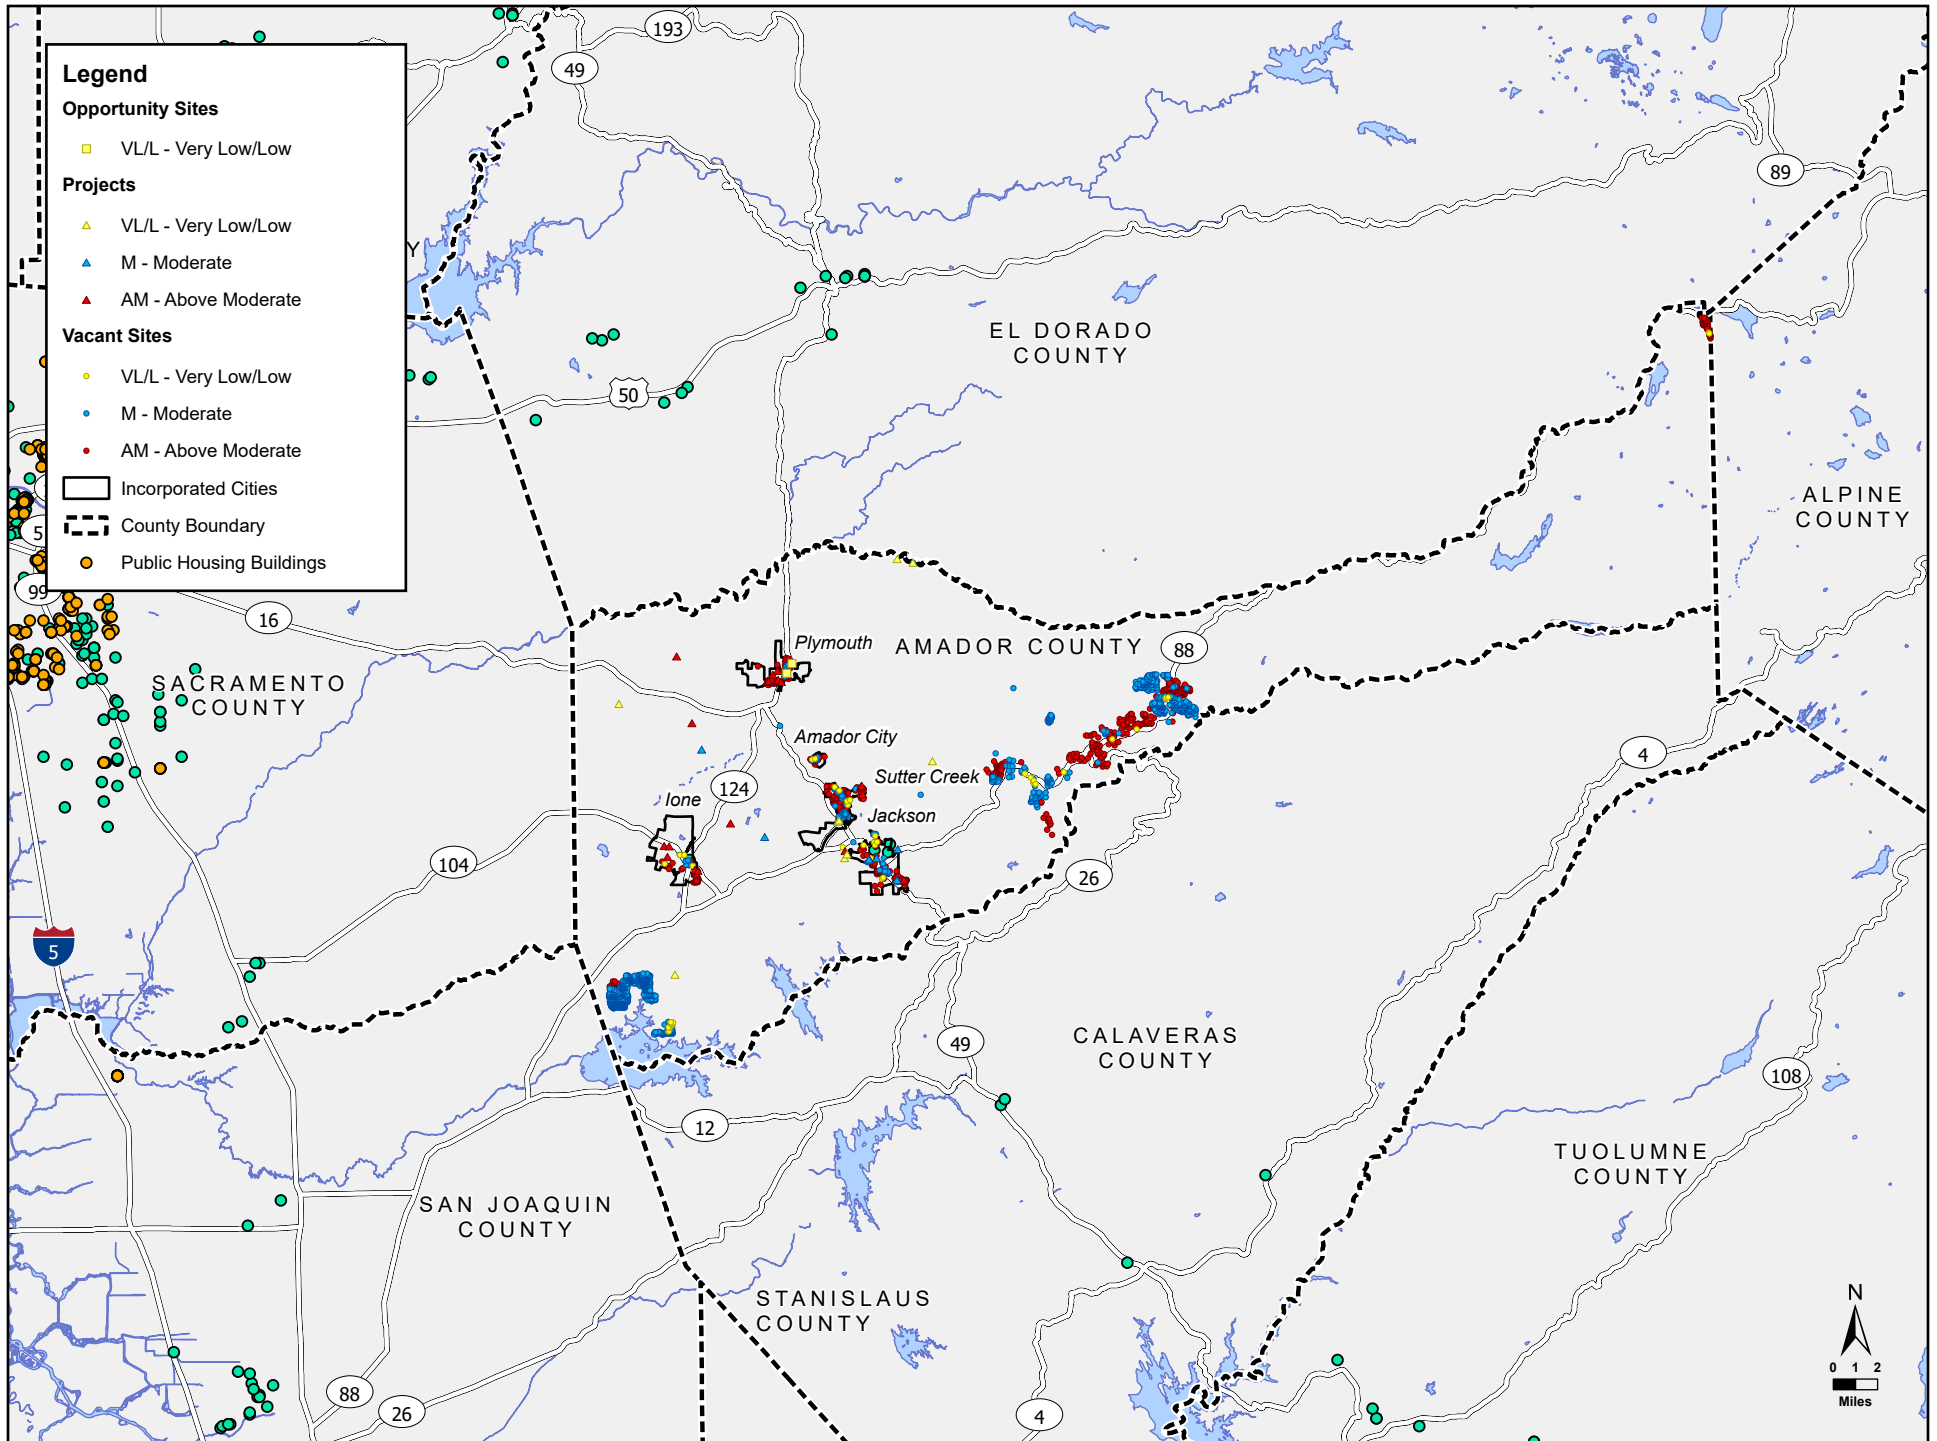 Legend
Opportunity Sites
VL/L - Very Low/Low
Projects
VL/L - Very Low/Low
M - Moderate
AM - Above Moderate
Vacant Sites
VL/L - Very Low/Low
M - Moderate
AM - Above Moderate
Incorporated Cities
County Boundary
Public Housing Buildings
193
49
89
Y
EL DORADO
COUNTY
50
ALPINE
COUNTY
5
99
16
Plymouth
AMADOR COUNTY
88
SACRAMENTO
COUNTY
Amador City
4
Sutter Creek
124
Ione
Jackson
104
26
5
49
CALAVERAS
COUNTY
108
12
TUOLUMNE
COUNTY
SAN JOAQUIN
COUNTY
STANISLAUS
COUNTY
N
0 1 2
Miles
88
26
4